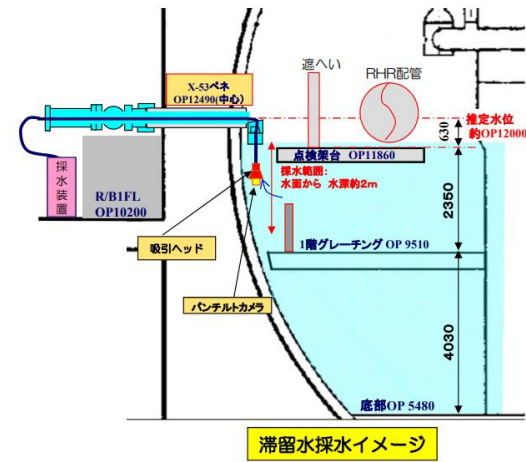 X-53ペネ
OP12490(中心)
遮へい
RHR配管
推定水位
約OP12000
630
点検架台 OP11860
採水範囲:
水面から 水深約2m
採水装置
R/B1FL
OP10200
2350
吸引ヘッド
1階グレーチング OP 9510
パンチルトカメラ
4030
底部OP 5480
滞留水採水イメージ